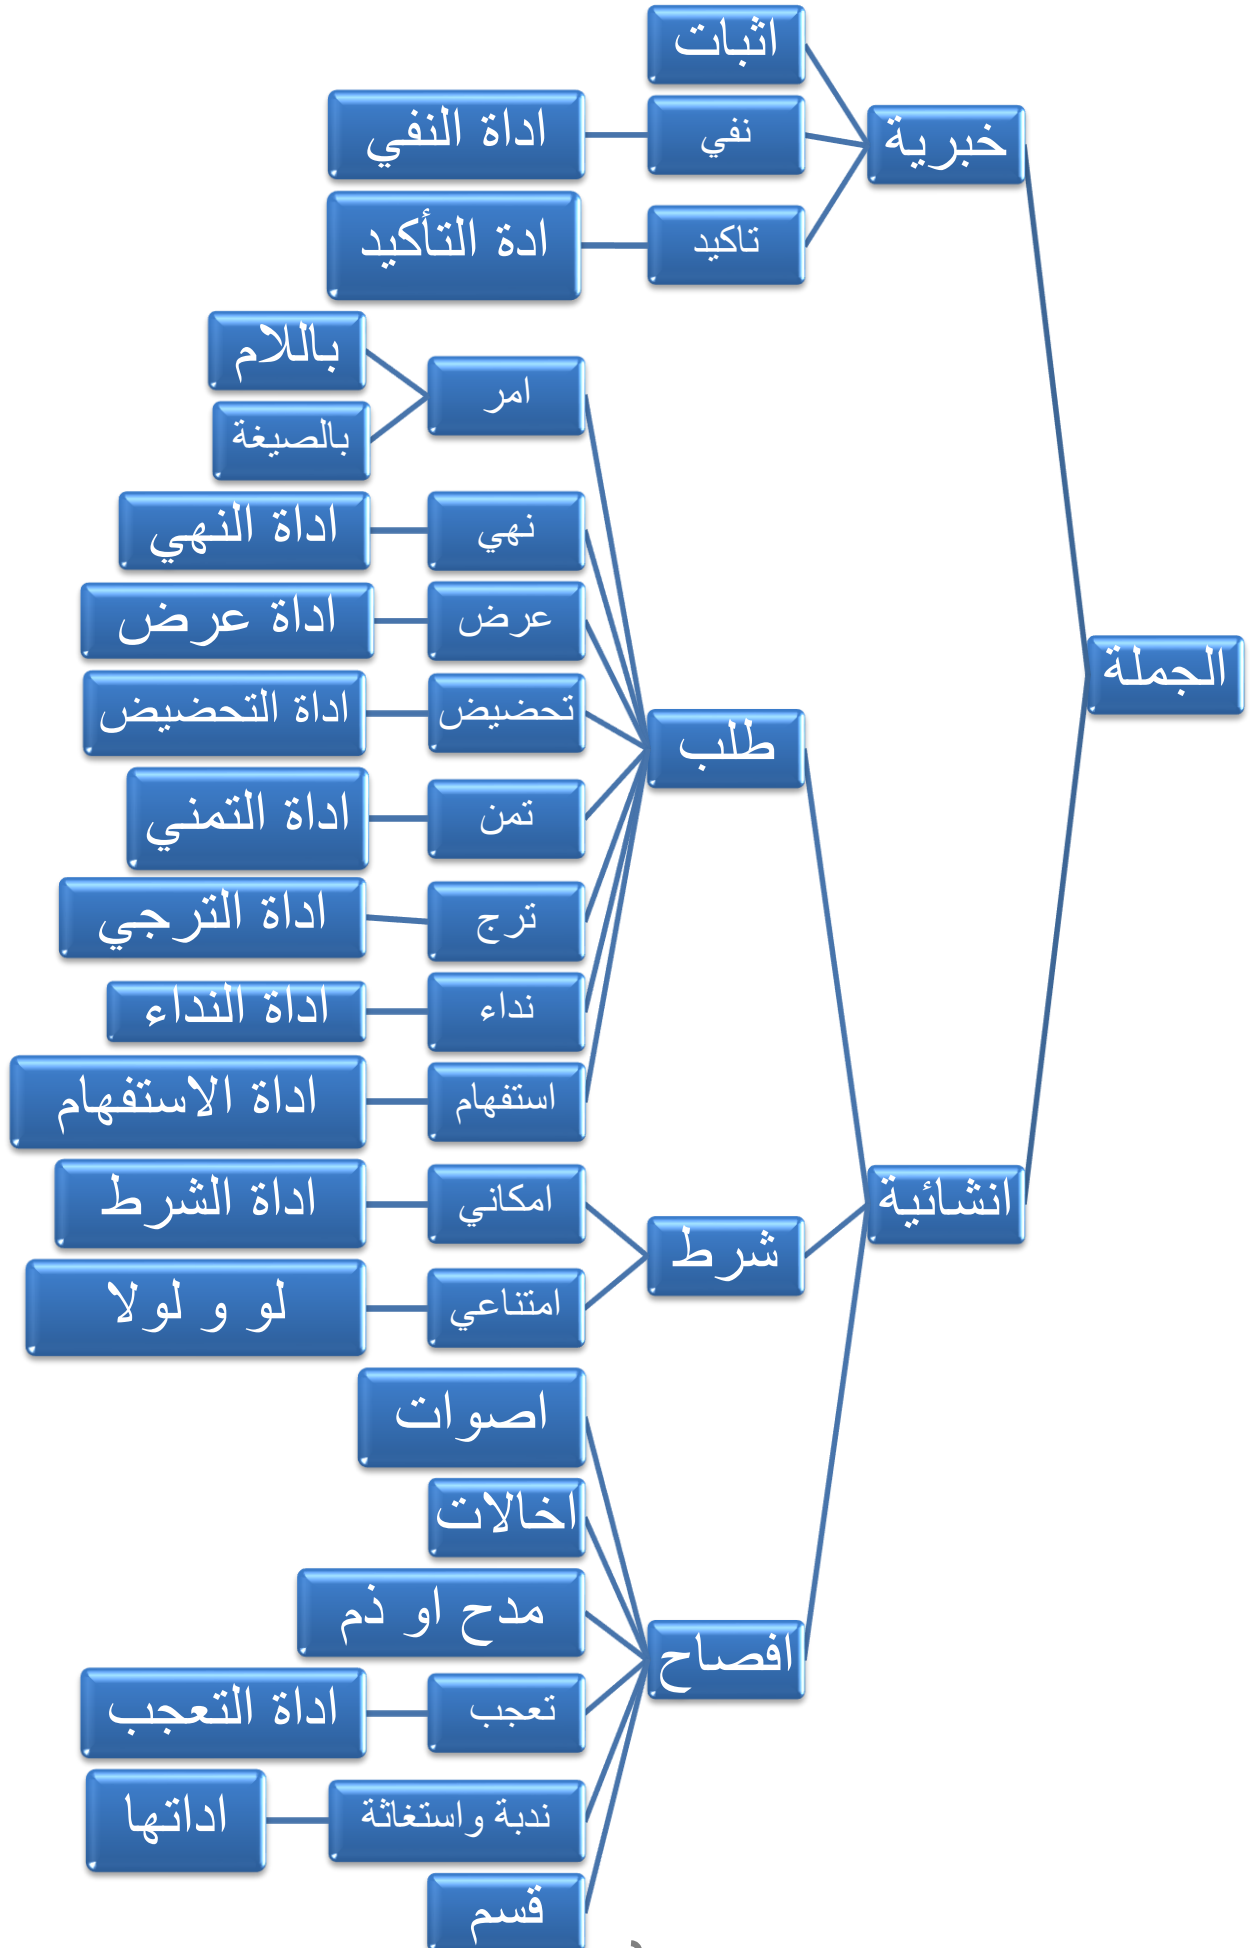 الجملة
خبرية
اثبات
نفي
اداة النفي
تاكيد
ادة التأكيد
انشائية
طلب
امر
باللام
بالصيغة
نهي
اداة النهي
عرض
اداة عرض
تحضيض
اداة التحضيض
تمن
اداة التمني
ترج
اداة الترجي
نداء
اداة النداء
استفهام
اداة الاستفهام
شرط
امكاني
اداة الشرط
امتناعي
لو و لولا
افصاح
اصوات
اخالات
مدح او ذم
تعجب
اداة التعجب
ندبة واستغاثة
اداتها
قسم